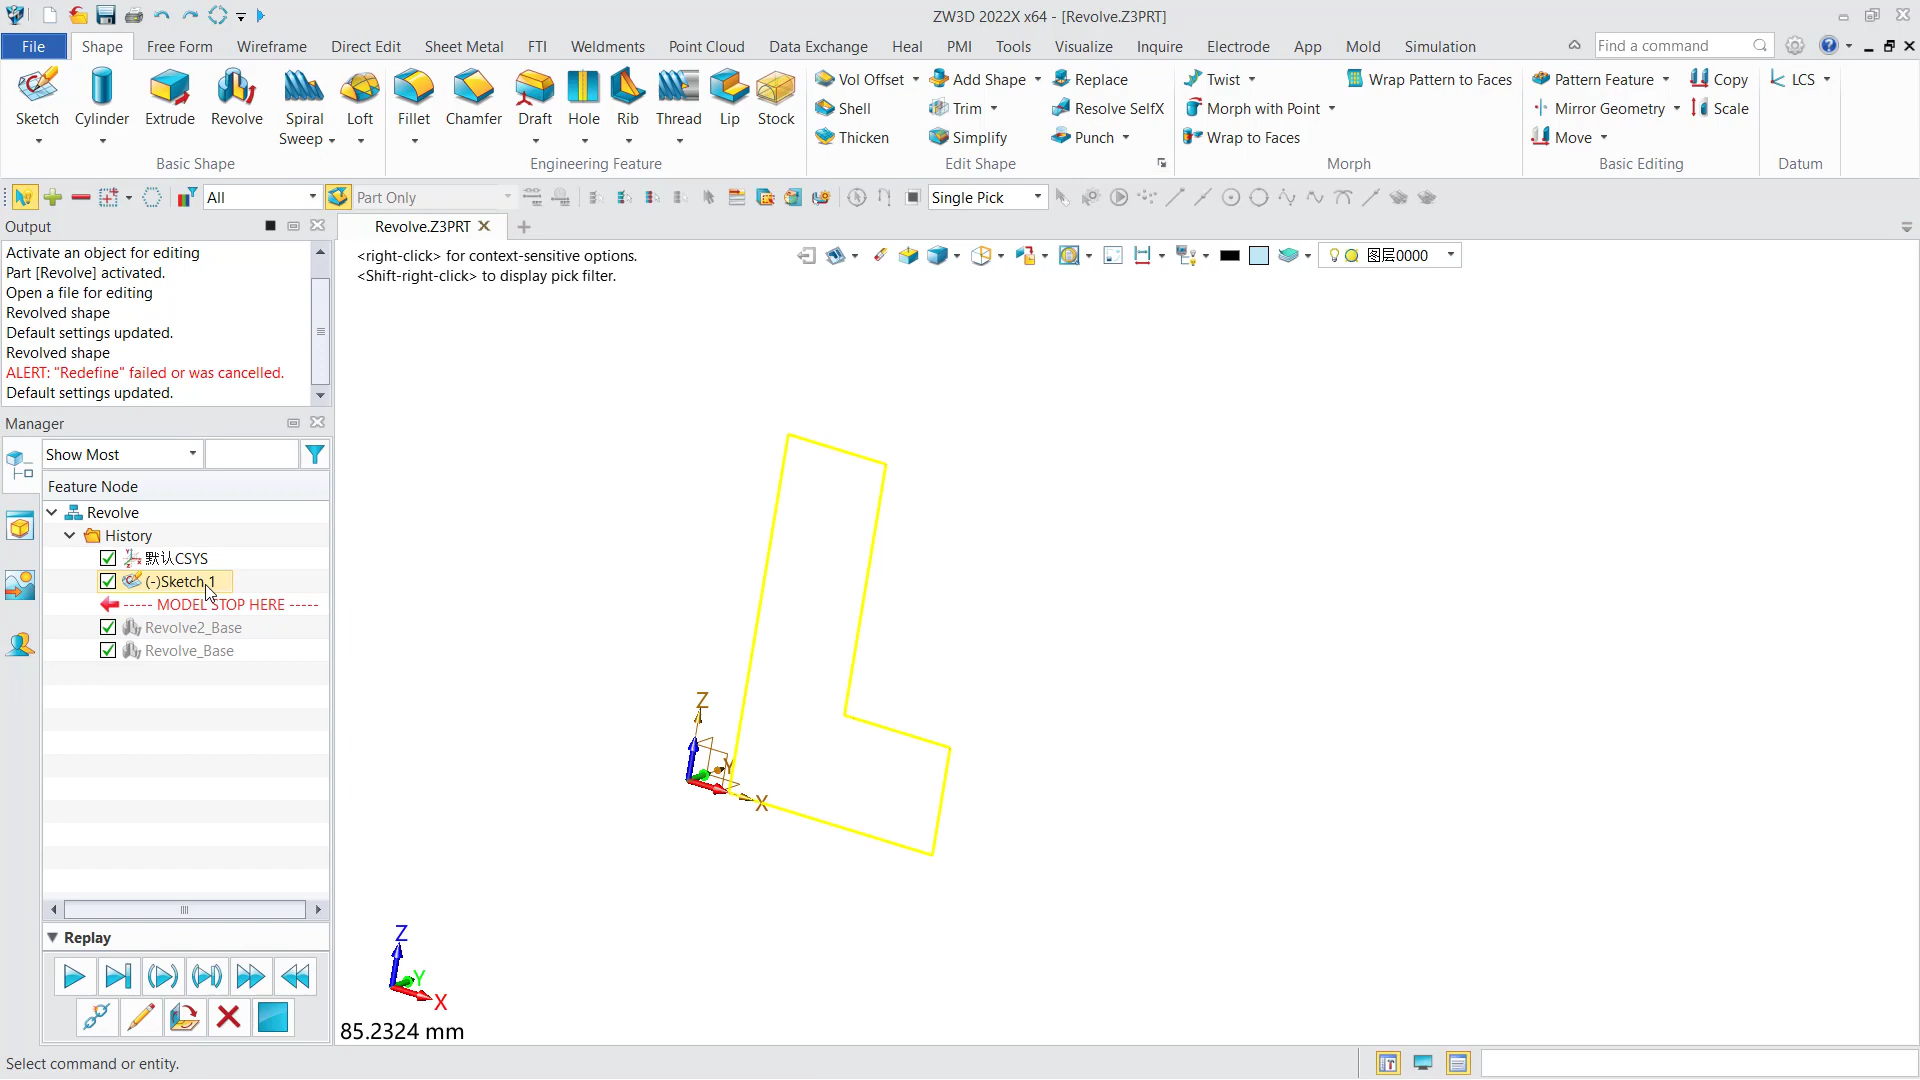 ZW3D 2022X x64 - [Revolve.Z3PRT]
File Shape Free Form Wireframe Direct Edit Sheet Metal FTI Weldments Point Cloud Data Exchange Heal PMI Tools Visualize Inquire Electrode App Mold Simulation Find a command
Sketch Cylinder Extrude Revolve Spiral Sweep Loft
Basic Shape
Fillet Chamfer Draft Hole Rib Thread Lip Stock
Engineering Feature
Vol Offset Add Shape Replace
Shell Trim Resolve SelfX
Thicken Simplify Punch
Edit Shape
Twist Wrap Pattern to Faces
Morph with Point
Wrap to Faces
Morph
Pattern Feature Copy
Mirror Geometry Scale
Move
Basic Editing
LCS
Datum
All Part Only Single Pick
Output
Revolve.Z3PRT
Activate an object for editing
Part [Revolve] activated.
Open a file for editing
Revolved shape
Default settings updated.
Revolved shape
ALERT: "Redefine" failed or was cancelled.
Default settings updated.
<right-click> for context-sensitive options.
<Shift-right-click> to display pick filter.
图层0000
Manager
Show Most
Feature Node
Revolve
History
默认CSYS
(-)Sketch 1
----- MODEL STOP HERE -----
Revolve2_Base
Revolve_Base
Replay
Z
Y
X
Z
Y
X
85.2324 mm
Select command or entity.